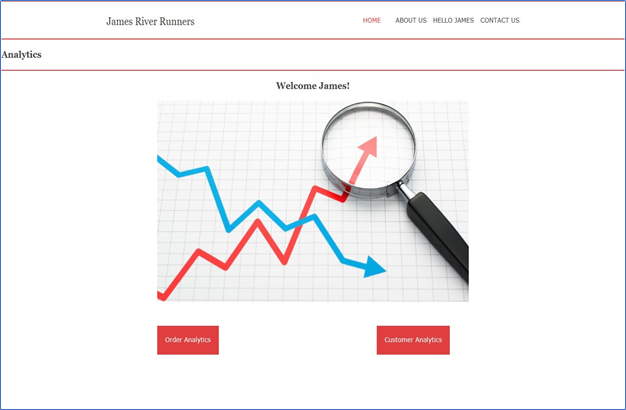 James River Runners
HOME ABOUT US HELLO JAMES CONTACT US
Analytics
Welcome James!
Order Analytics
Customer Analytics